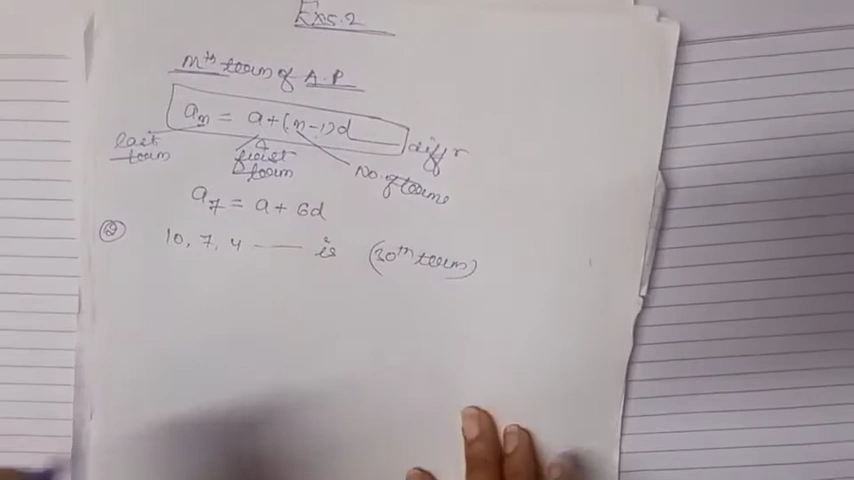 Ex5.2
nth term of A.P
an = a+(n-1)d
last term
first term
No. of terms
diffr
a7 = a+6d
Q 10, 7, 4 —— is (30th term)